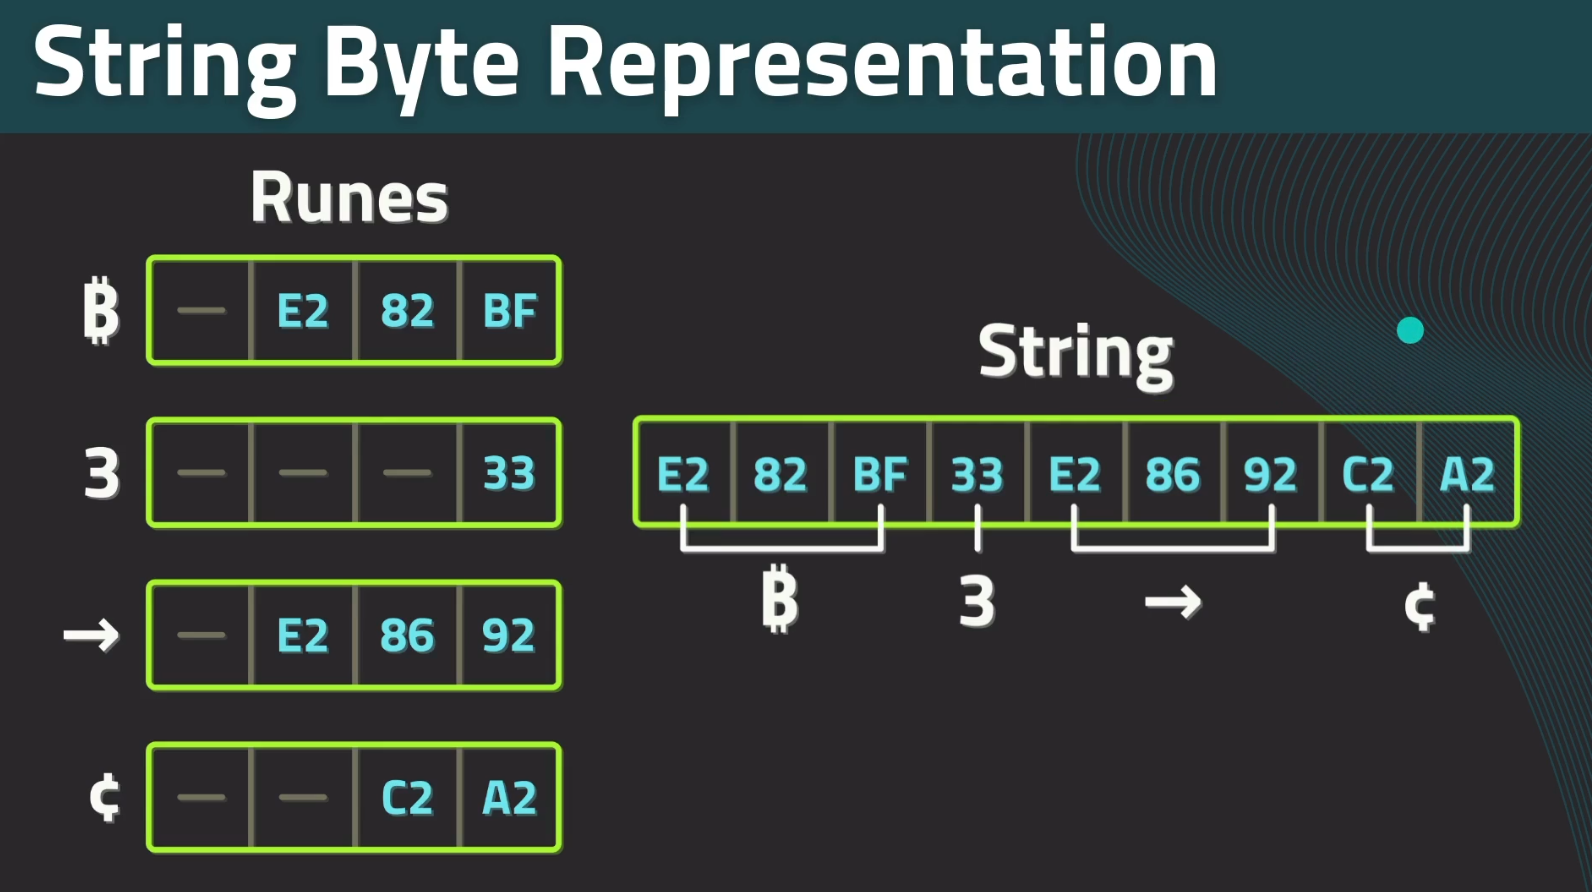 String Byte Representation
Runes
₿ — E2 82 BF
3 — — — 33
→ — E2 86 92
¢ — — C2 A2
String
E2 82 BF 33 E2 86 92 C2 A2
₿ 3 → ¢